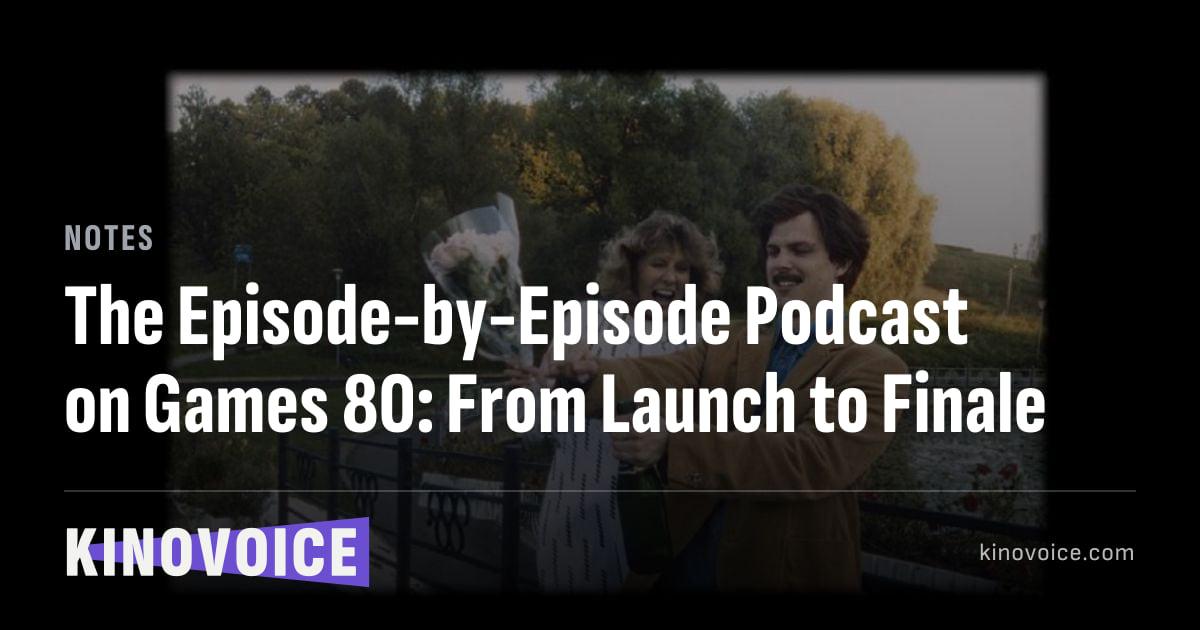 NOTES
The Episode-by-Episode Podcast
on Games 80: From Launch to Finale
KINOVOICE
kinovoice.com